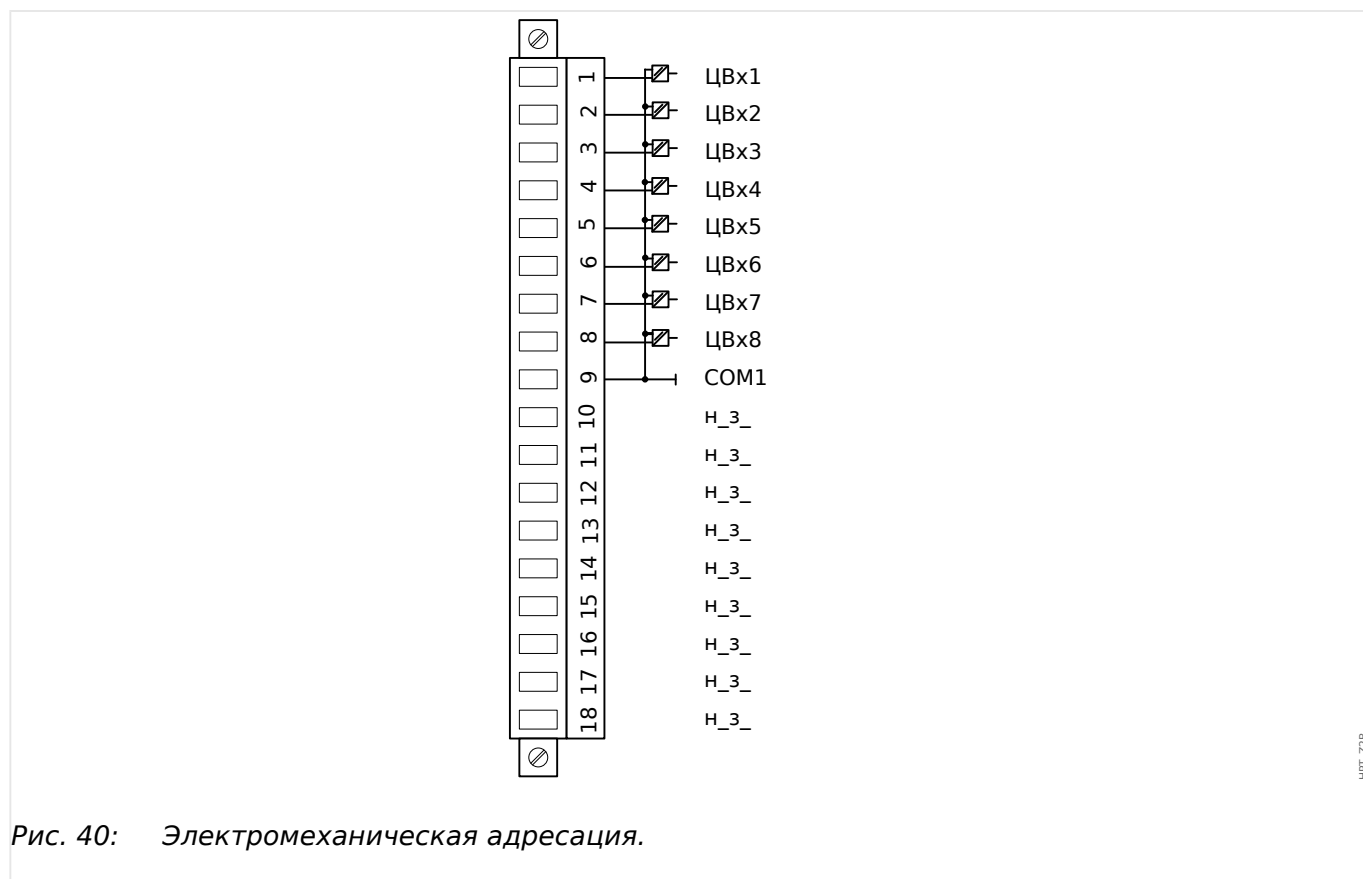 1 ЦВх1
2 ЦВх2
3 ЦВх3
4 ЦВх4
5 ЦВх5
6 ЦВх6
7 ЦВх7
8 ЦВх8
9 COM1
10 н_з_
11 н_з_
12 н_з_
13 н_з_
14 н_з_
15 н_з_
16 н_з_
17 н_з_
18 н_з_
Рис. 40: Электромеханическая адресация.